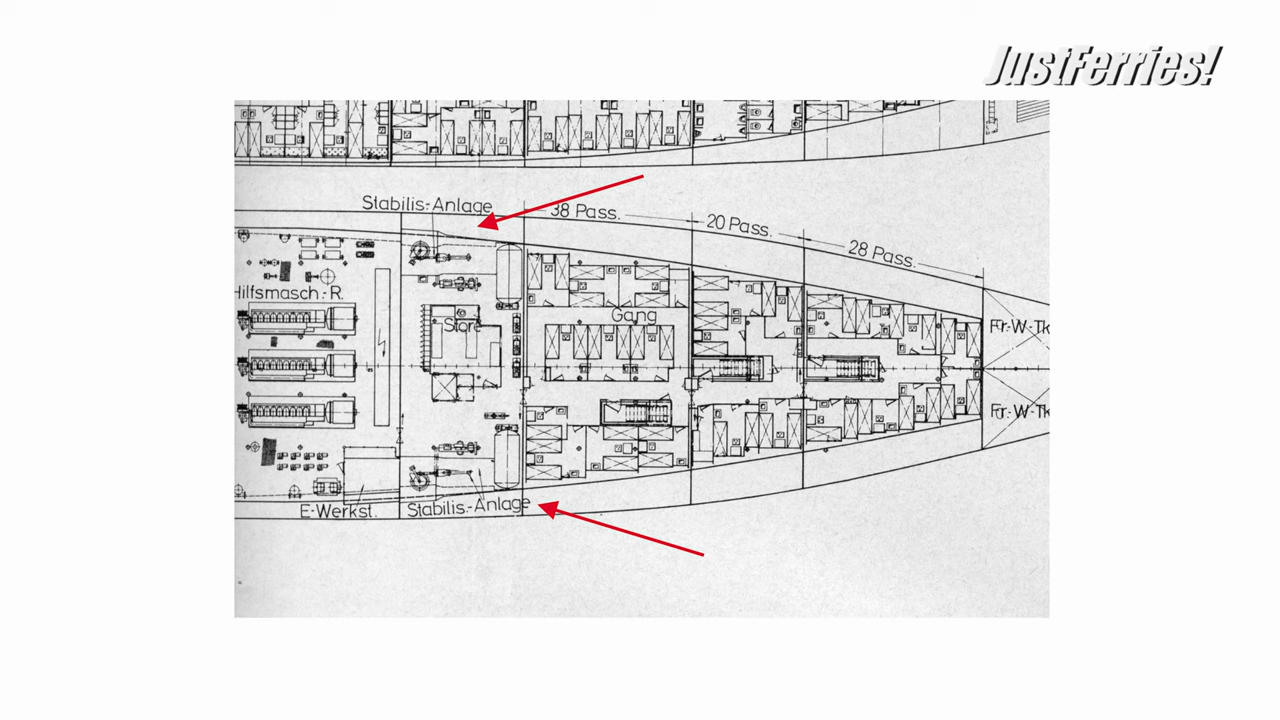 JustFerries!
Stabilis.-Anlage
38 Pass.
20 Pass.
28 Pass.
Hilfsmasch.-R.
Store
Gang
Fr.-W-Tk
Fr.-W-Tk
E-Werkst.
Stabilis.-Anlage